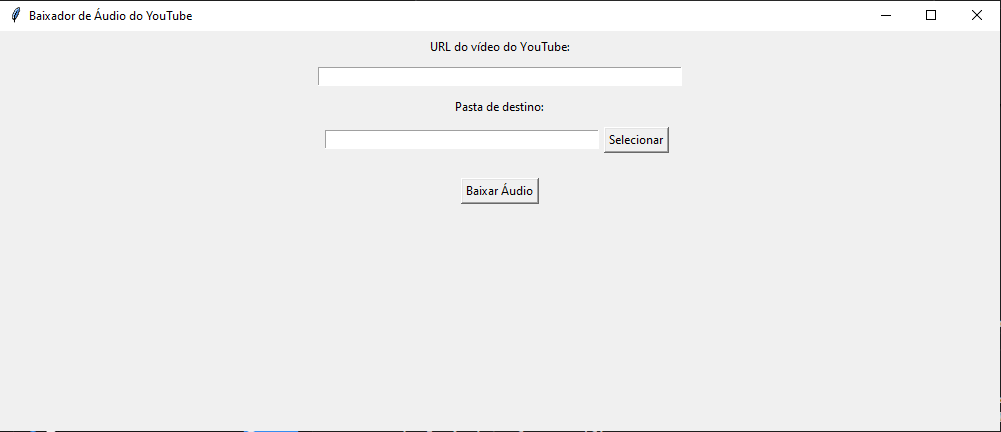 Baixador de Áudio do YouTube
URL do vídeo do YouTube:
Pasta de destino:
Selecionar
Baixar Áudio